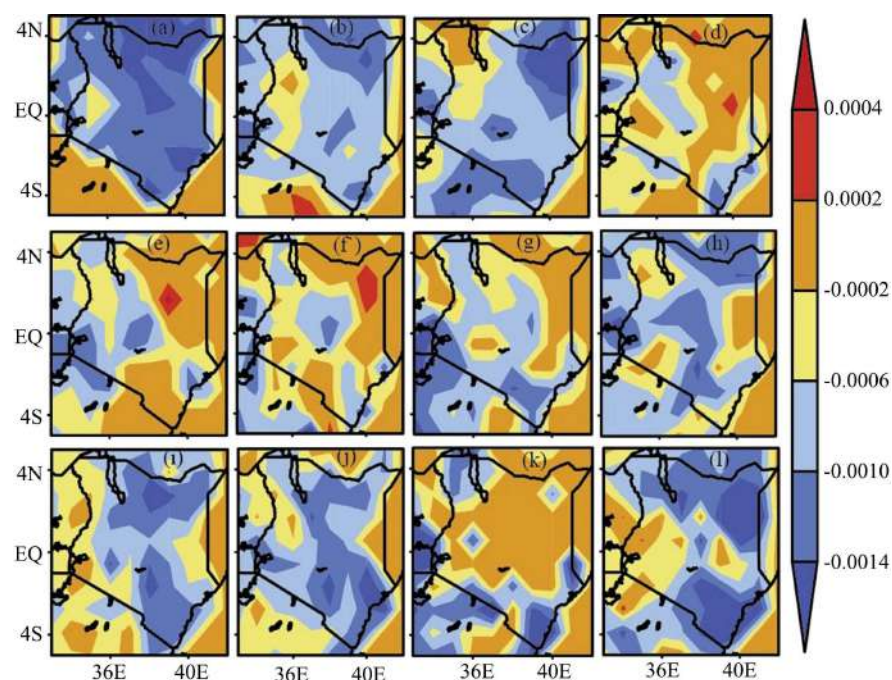 4N (a) (b) (c) (d)
0.0004
EQ
0.0002
4S
-0.0002
4N (e) (f) (g) (h)
EQ
-0.0006
4S
-0.0010
4N (i) (j) (k) (l)
EQ
-0.0014
4S
36E 40E 36E 40E 36E 40E 36E 40E